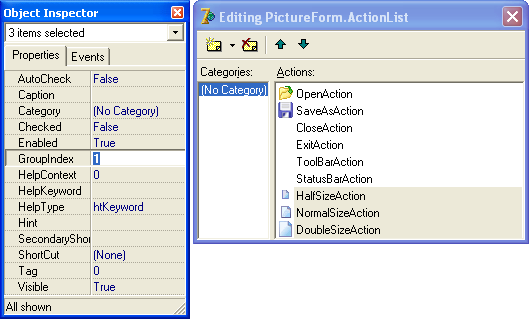 Object Inspector
3 items selected
Properties Events
AutoCheck False
Caption
Category (No Category)
Checked False
Enabled True
GroupIndex 1
HelpContext 0
HelpKeyword
HelpType htKeyword
Hint
SecondaryShor
ShortCut (None)
Tag 0
Visible True
All shown
Editing PictureForm.ActionList
Categories: Actions:
(No Category)
OpenAction
SaveAsAction
CloseAction
ExitAction
ToolBarAction
StatusBarAction
HalfSizeAction
NormalSizeAction
DoubleSizeAction